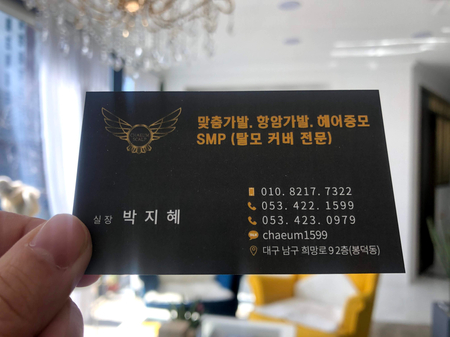 맞춤가발. 항암가발. 헤어증모
SMP (탈모 커버 전문)
실장 박지혜
010. 8217. 7322
053. 422. 1599
053. 423. 0979
chaeum1599
대구 남구 희망로9 2층(봉덕동)